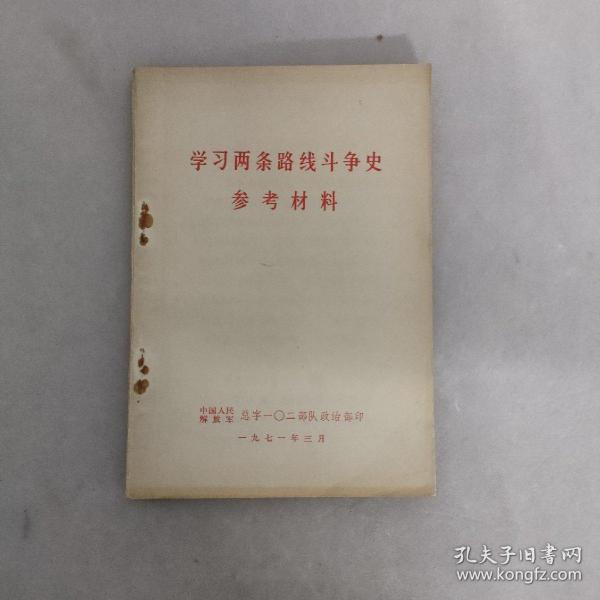 学习两条路线斗争史
参考材料
中国人民
解放军 总字一〇二部队政治部印
一九七一年三月
孔夫子旧书网
www.kongfz.com